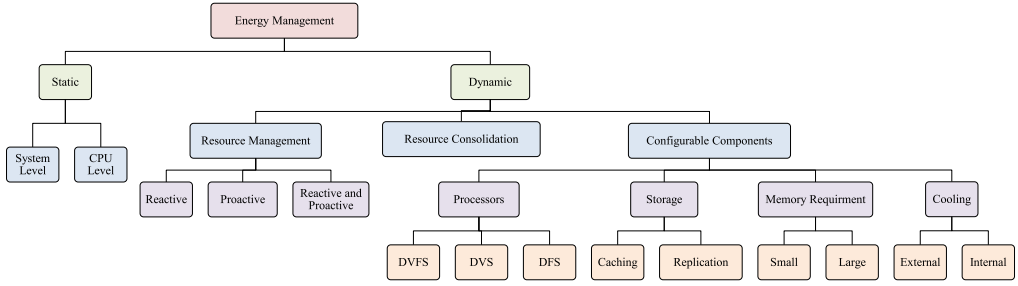 Energy Management
Static
Dynamic
Resource Management
Resource Consolidation
Configurable Components
System
Level
CPU
Level
Reactive
Proactive
Reactive and
Proactive
Processors
Storage
Memory Requirment
Cooling
DVFS
DVS
DFS
Caching
Replication
Small
Large
External
Internal